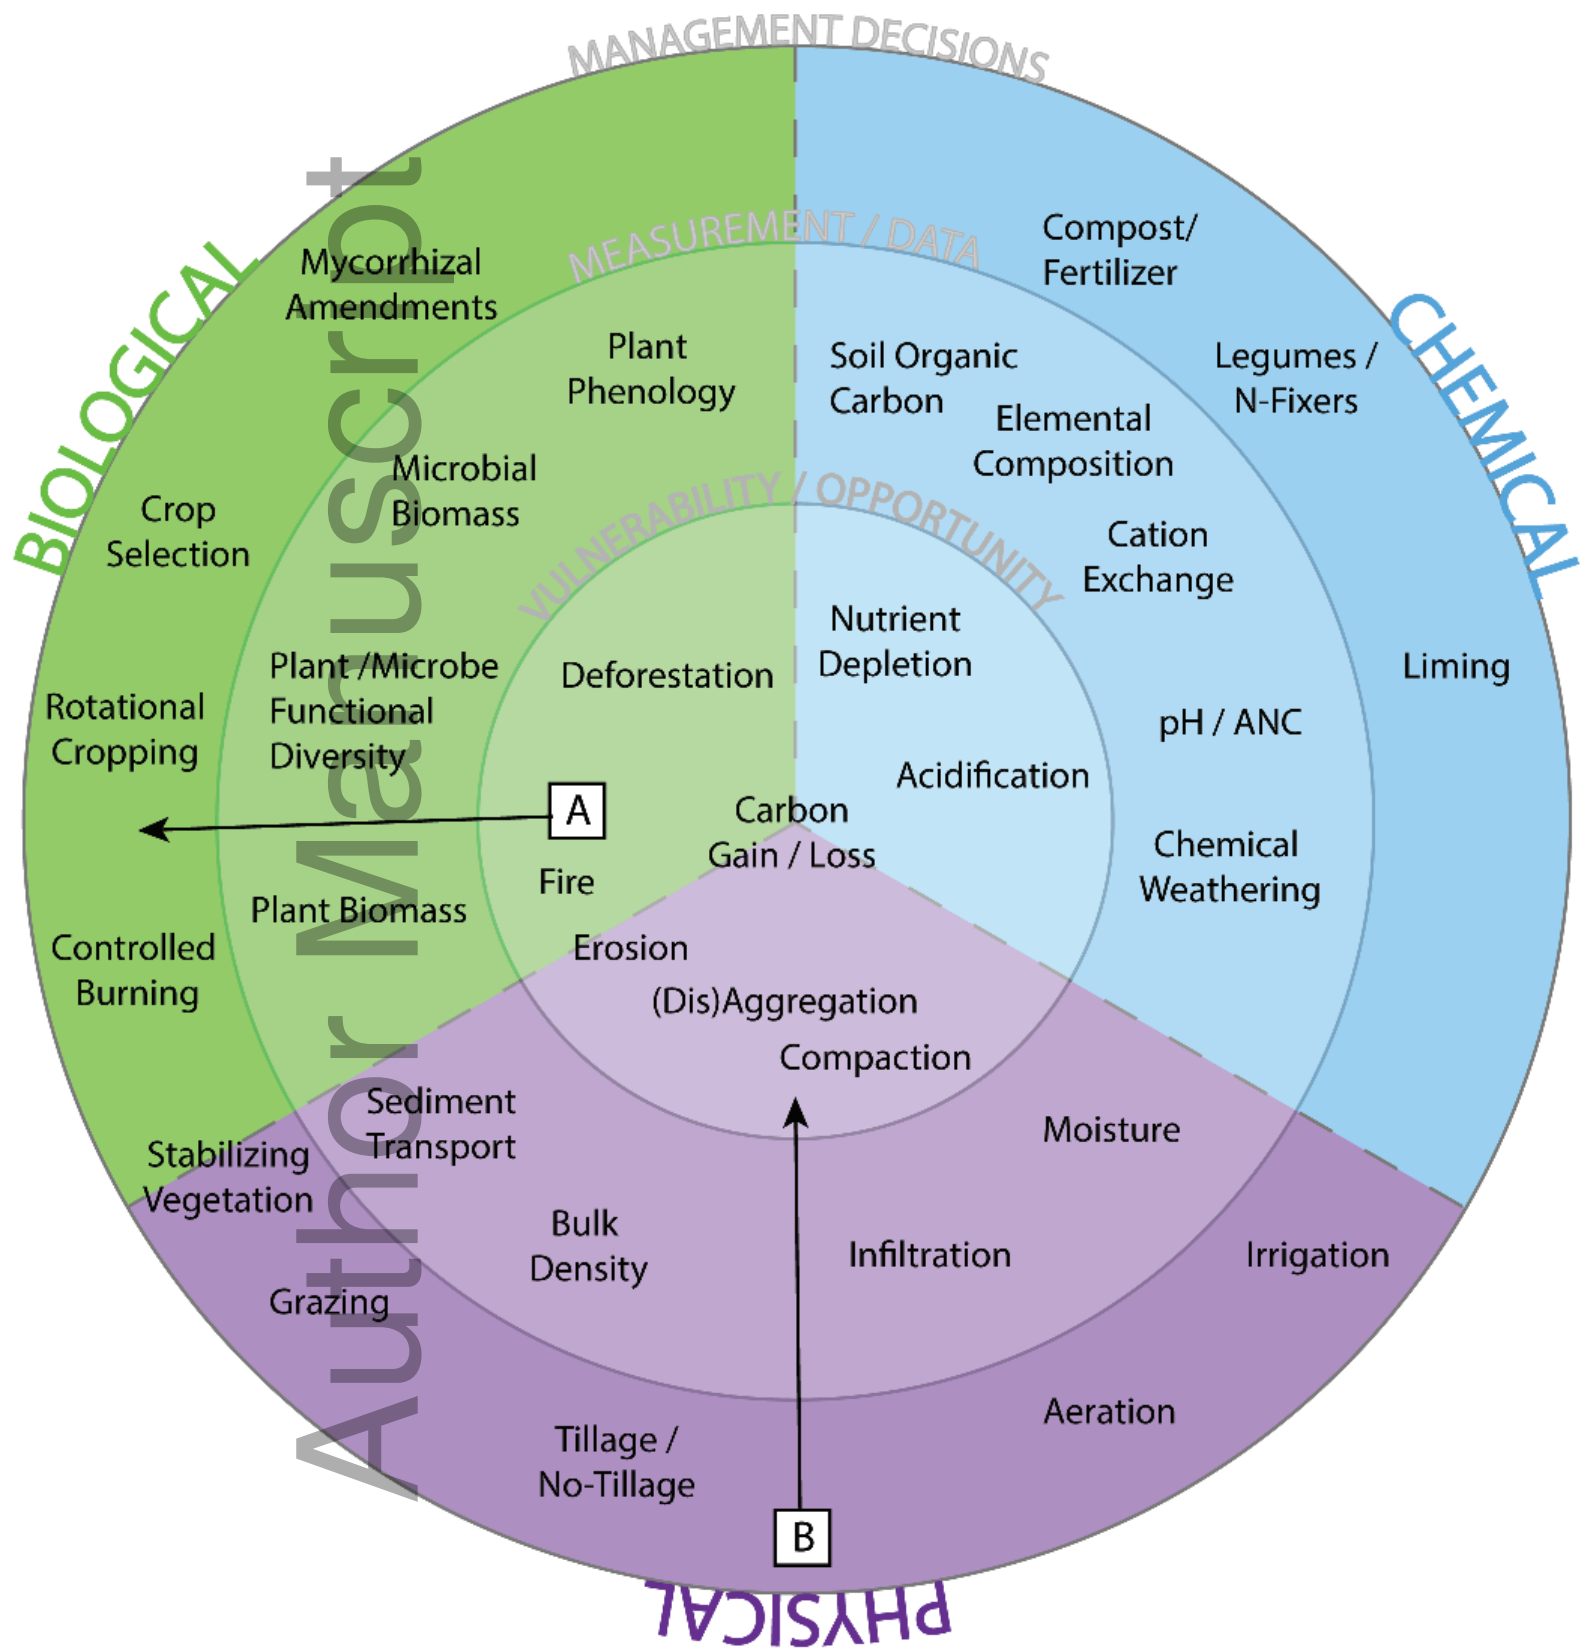 MANAGEMENT DECISIONS
MEASUREMENT / DATA
VULNERABILITY / OPPORTUNITY
BIOLOGICAL
CHEMICAL
PHYSICAL
Author Manuscript
Mycorrhizal
Amendments
Crop
Selection
Rotational
Cropping
Controlled
Burning
Stabilizing
Vegetation
Plant
Phenology
Microbial
Biomass
Plant /Microbe
Functional
Diversity
Plant Biomass
Deforestation
A
Fire
Erosion
Carbon
Gain / Loss
Compost/
Fertilizer
Legumes /
N-Fixers
Liming
Soil Organic
Carbon
Elemental
Composition
Cation
Exchange
pH / ANC
Chemical
Weathering
Nutrient
Depletion
Acidification
(Dis)Aggregation
Compaction
Sediment
Transport
Bulk
Density
Infiltration
Moisture
Grazing
Tillage /
No-Tillage
B
Aeration
Irrigation